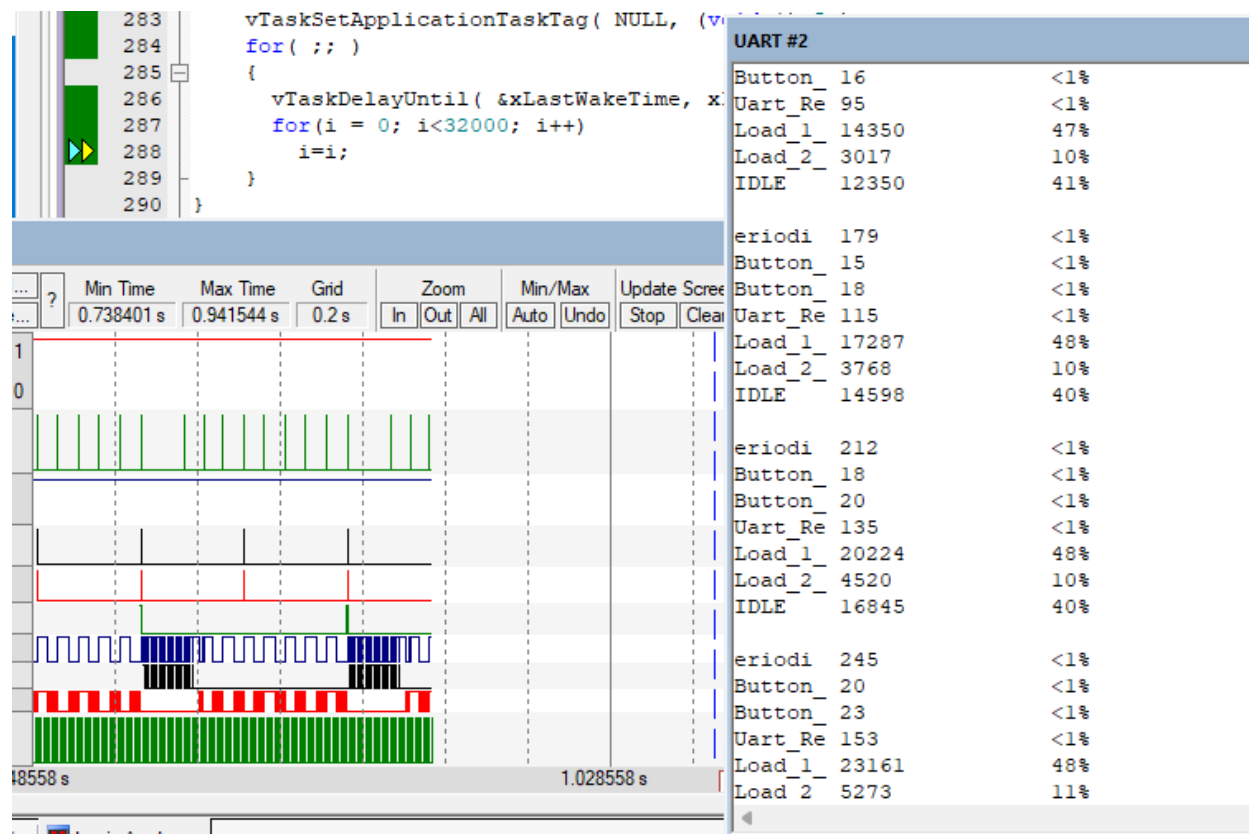 283 vTaskSetApplicationTaskTag( NULL,
284 for( ;; )
285 {
286 vTaskDelayUntil( &xLastWakeTime,
287 for(i = 0; i<32000; i++)
288 i=i;
289 }
290 }
... ? Min Time Max Time Grid Zoom Min/Max Update Scree
... 0.738401 s 0.941544 s 0.2 s In Out All Auto Undo Stop Clear
1
0
48558 s 1.028558 s
UART #2
Button_ 16 <1%
Uart_Re 95 <1%
Load_1_ 14350 47%
Load_2_ 3017 10%
IDLE 12350 41%
eriodi 179 <1%
Button_ 15 <1%
Button_ 18 <1%
Uart_Re 115 <1%
Load_1_ 17287 48%
Load_2_ 3768 10%
IDLE 14598 40%
eriodi 212 <1%
Button_ 18 <1%
Button_ 20 <1%
Uart_Re 135 <1%
Load_1_ 20224 48%
Load_2_ 4520 10%
IDLE 16845 40%
eriodi 245 <1%
Button_ 20 <1%
Button_ 23 <1%
Uart_Re 153 <1%
Load_1_ 23161 48%
Load_2 5273 11%